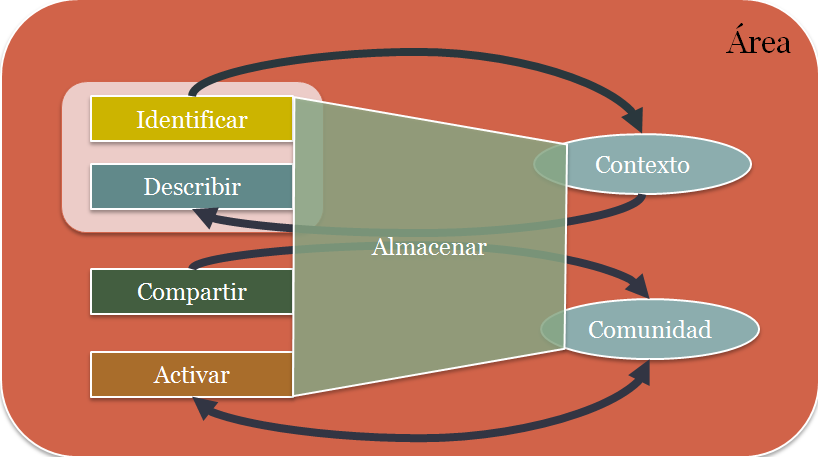 Área
Identificar
Contexto
Describir
Almacenar
Compartir
Comunidad
Activar